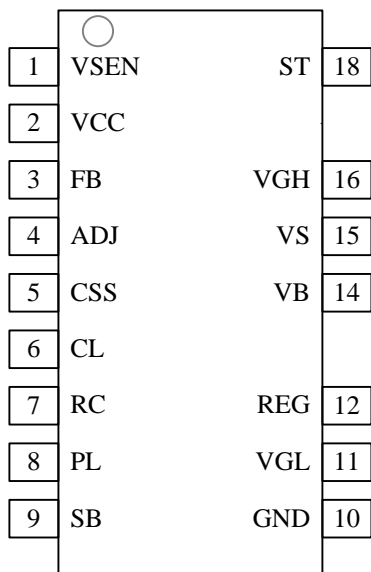 1 VSEN ST 18
2 VCC
3 FB VGH 16
4 ADJ VS 15
5 CSS VB 14
6 CL
7 RC REG 12
8 PL VGL 11
9 SB GND 10